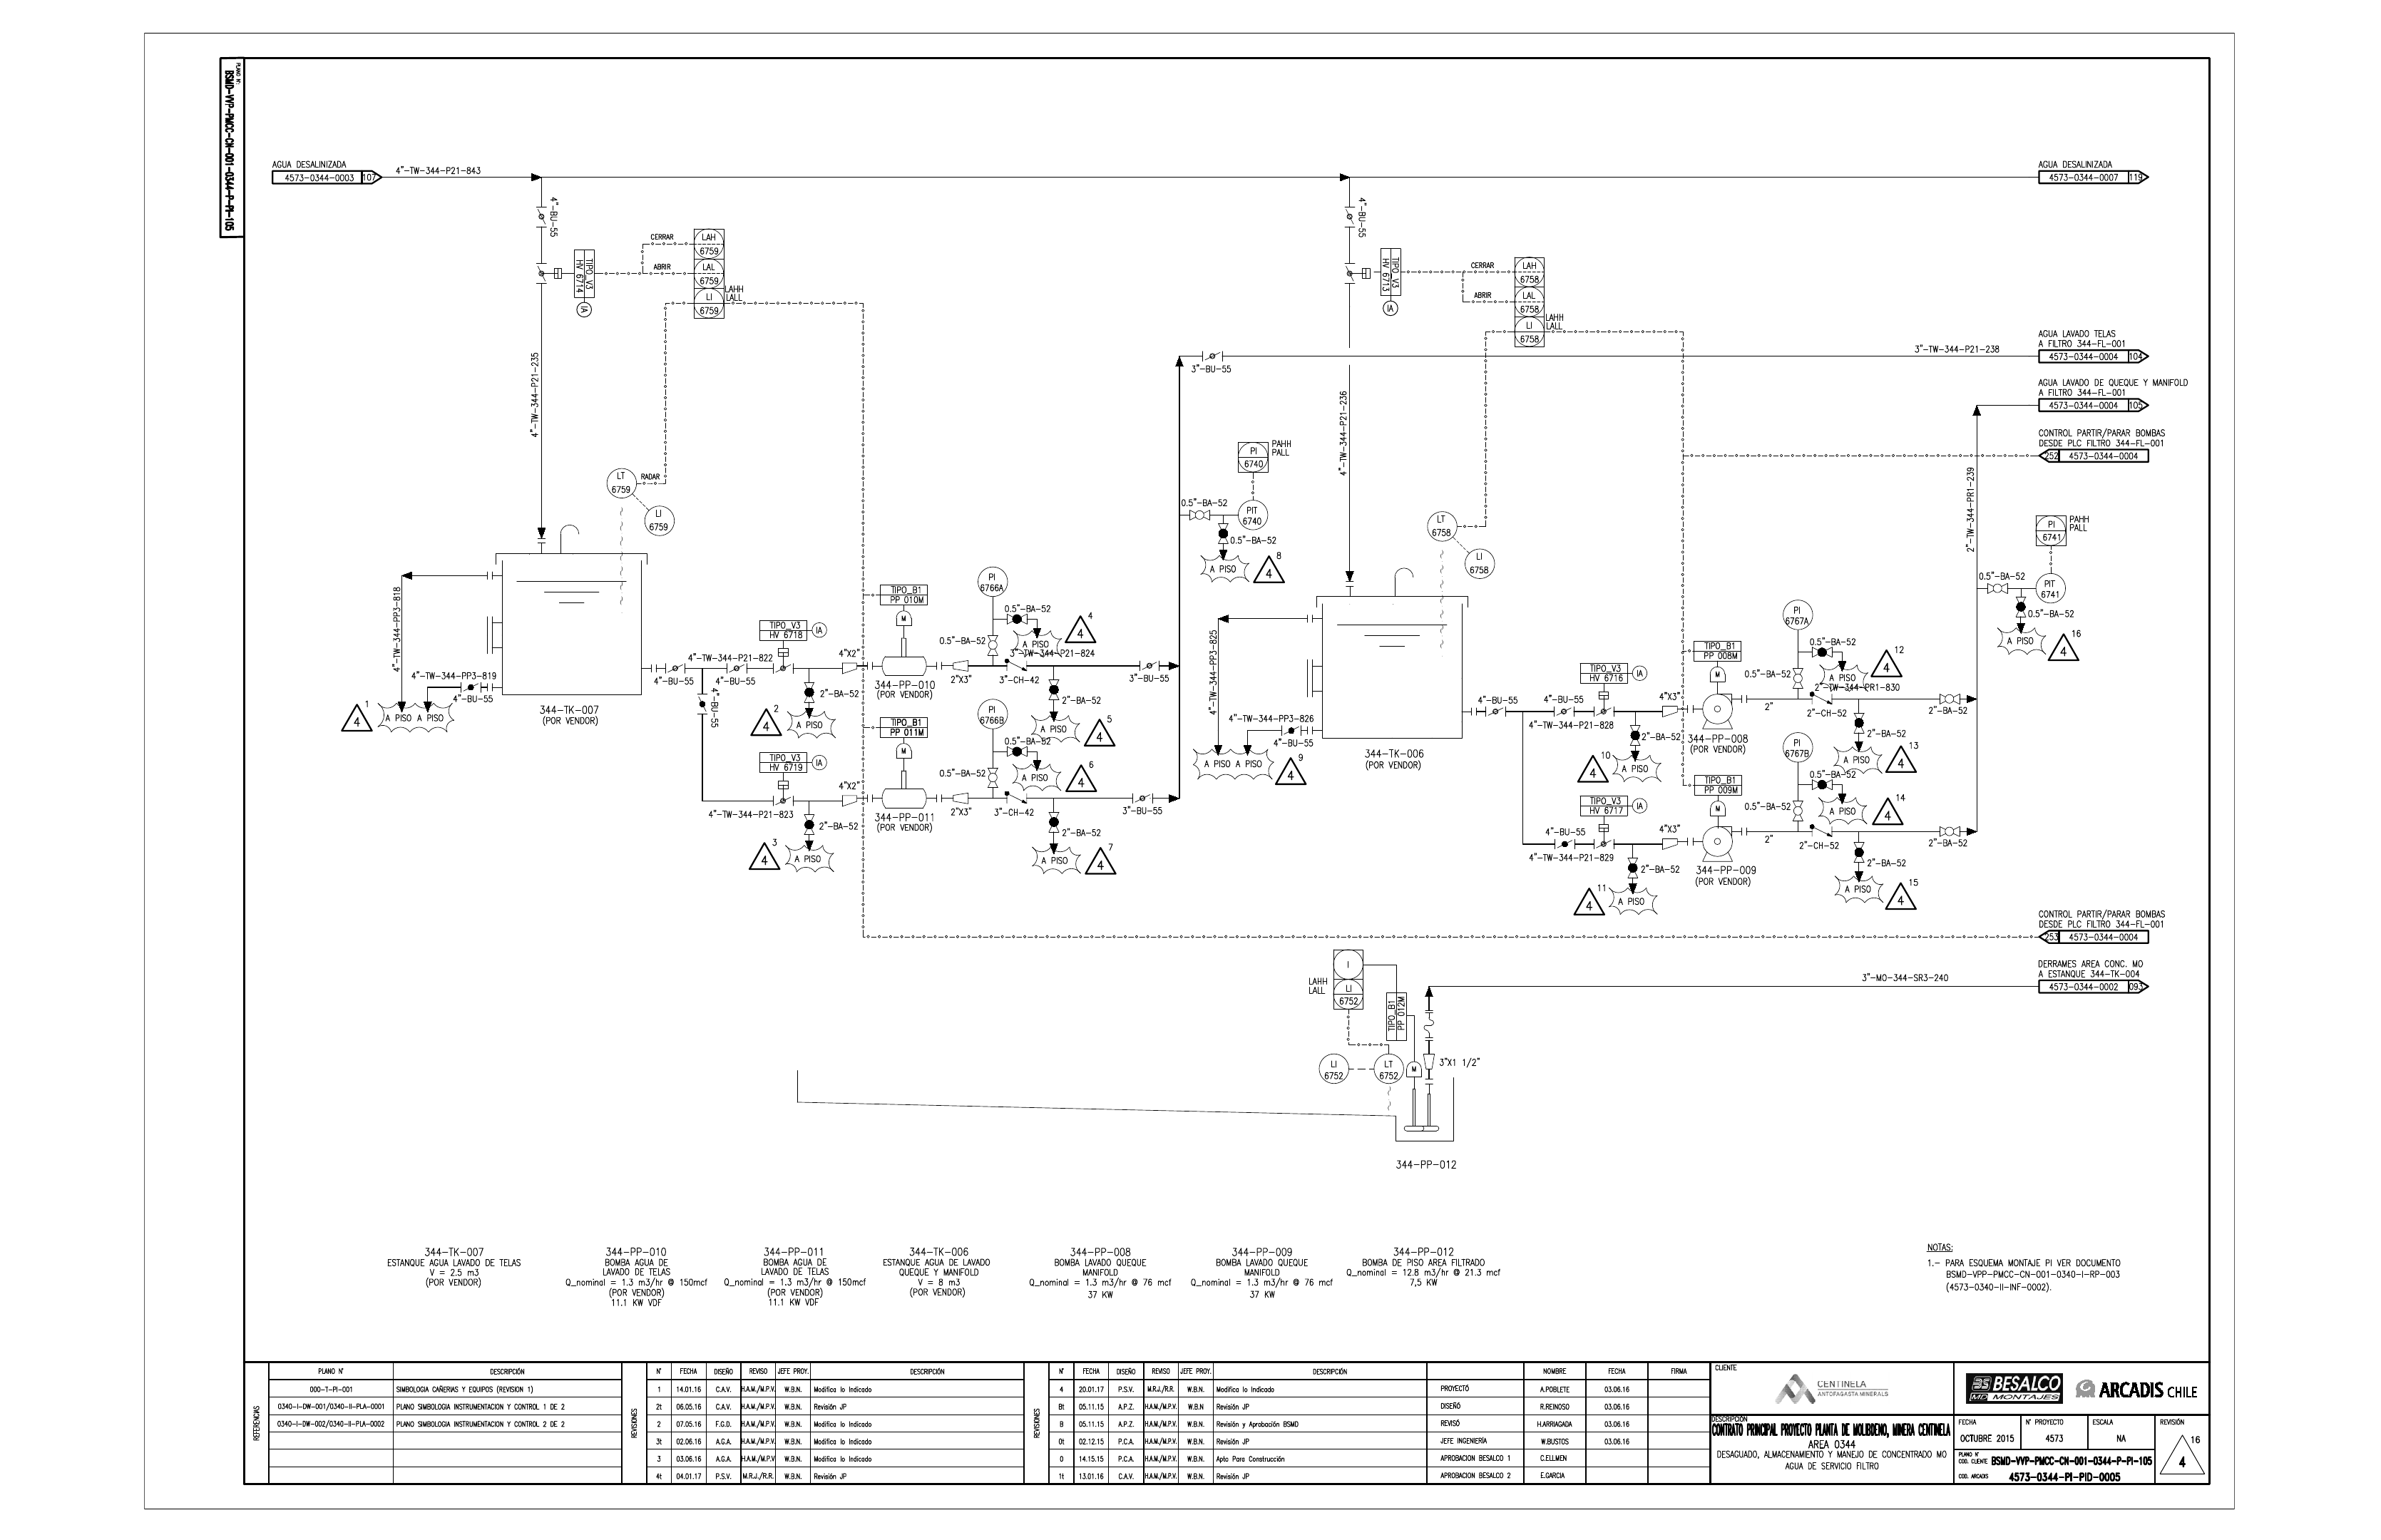 PLANO N°:
BSMD-VVP-PMCC-CN-001-0344-P-PI-105
AGUA DESALINIZADA
4573-0344-0003 107
4"-TW-344-P21-843
AGUA DESALINIZADA
4573-0344-0007 119
4"-BU-55
TIPO V3
HV 6714
IA
CERRAR
ABRIR
LAH
6759
LAL
6759
LI
6759
LAHH
LALL
4"-TW-344-P21-235
LT
6759
RADAR
LI
6759
4"-BU-55
TIPO V3
HV 6713
IA
CERRAR
ABRIR
LAH
6758
LAL
6758
LI
6758
LAHH
LALL
4"-TW-344-P21-236
LT
6758
LI
6758
3"-BU-55
3"-TW-344-P21-238
AGUA LAVADO TELAS
A FILTRO 344-FL-001
4573-0344-0004 104
AGUA LAVADO DE QUEQUE Y MANIFOLD
A FILTRO 344-FL-001
4573-0344-0004 105
CONTROL PARTIR/PARAR BOMBAS
DESDE PLC FILTRO 344-FL-001
252 4573-0344-0004
2"-TW-344-PR1-239
PI
6740
PAHH
PALL
0.5"-BA-52
PIT
6740
0.5"-BA-52
A PISO
4
8
PI
6741
PAHH
PALL
0.5"-BA-52
PIT
6741
0.5"-BA-52
A PISO
4
16
4"-TW-344-PP3-818
4"-TW-344-PP3-819
4"-BU-55
A PISO A PISO
4
1
344-TK-007
(POR VENDOR)
4"-BU-55
4"-TW-344-P21-822
4"-BU-55
4"-BU-55
TIPO_V3
HV 6718
IA
2"-BA-52
A PISO
4
2
4"X2"
TIPO_B1
PP 010M
M
344-PP-010
(POR VENDOR)
2"X3"
PI
6766A
0.5"-BA-52
0.5"-BA-52
A PISO
4
4
3"-TW-344-P21-824
3"-CH-42
2"-BA-52
A PISO
4
5
3"-BU-55
TIPO_V3
HV 6719
IA
4"-TW-344-P21-823
2"-BA-52
A PISO
4
3
4"X2"
TIPO_B1
PP 011M
M
344-PP-011
(POR VENDOR)
2"X3"
PI
6766B
0.5"-BA-52
0.5"-BA-52
A PISO
4
6
3"-CH-42
2"-BA-52
A PISO
4
7
3"-BU-55
4"-TW-344-PP3-825
4"-TW-344-PP3-826
4"-BU-55
A PISO A PISO
4
9
344-TK-006
(POR VENDOR)
4"-BU-55
4"-BU-55
4"-TW-344-P21-828
TIPO_V3
HV 6716
IA
2"-BA-52
A PISO
4
10
4"X3"
TIPO_B1
PP 008M
M
344-PP-008
(POR VENDOR)
2"
PI
6767A
0.5"-BA-52
0.5"-BA-52
A PISO
4
12
2"-TW-344-PR1-830
2"-CH-52
2"-BA-52
A PISO
4
13
2"-BA-52
TIPO_V3
HV 6717
IA
4"-BU-55
4"-TW-344-P21-829
2"-BA-52
A PISO
4
11
4"X3"
TIPO_B1
PP 009M
M
344-PP-009
(POR VENDOR)
2"
PI
6767B
0.5"-BA-52
0.5"-BA-52
A PISO
4
14
2"-CH-52
2"-BA-52
A PISO
4
15
2"-BA-52
CONTROL PARTIR/PARAR BOMBAS
DESDE PLC FILTRO 344-FL-001
253 4573-0344-0004
DERRAMES AREA CONC. MO
A ESTANQUE 344-TK-004
4573-0344-0002 093
3"-MO-344-SR3-240
I
LI
6752
LAHH
LALL
TIPO_B1
PP 012M
LI
6752
LT
6752
M
3"X1 1/2"
344-PP-012
344-TK-007
ESTANQUE AGUA LAVADO DE TELAS
V = 2.5 m3
(POR VENDOR)
344-PP-010
BOMBA AGUA DE
LAVADO DE TELAS
Q_nominal = 1.3 m3/hr @ 150mcf
(POR VENDOR)
11.1 KW VDF
344-PP-011
BOMBA AGUA DE
LAVADO DE TELAS
Q_nominal = 1.3 m3/hr @ 150mcf
(POR VENDOR)
11.1 KW VDF
344-TK-006
ESTANQUE AGUA DE LAVADO
QUEQUE Y MANIFOLD
V = 8 m3
(POR VENDOR)
344-PP-008
BOMBA LAVADO QUEQUE
MANIFOLD
Q_nominal = 1.3 m3/hr @ 76 mcf
37 KW
344-PP-009
BOMBA LAVADO QUEQUE
MANIFOLD
Q_nominal = 1.3 m3/hr @ 76 mcf
37 KW
344-PP-012
BOMBA DE PISO AREA FILTRADO
Q_nominal = 12.8 m3/hr @ 21.3 mcf
7,5 KW
NOTAS:
1.- PARA ESQUEMA MONTAJE PI VER DOCUMENTO
BSMD-VPP-PMCC-CN-001-0340-I-RP-003
(4573-0340-II-INF-0002).
REFERENCIAS
PLANO N° DESCRIPCIÓN
000-T-PI-001 SIMBOLOGIA CAÑERIAS Y EQUIPOS (REVISION 1)
0340-I-DW-001/0340-II-PLA-0001 PLANO SIMBOLOGIA INSTRUMENTACION Y CONTROL 1 DE 2
0340-I-DW-002/0340-II-PLA-0002 PLANO SIMBOLOGIA INSTRUMENTACION Y CONTROL 2 DE 2
REVISIONES
N° FECHA DISEÑO REVISO JEFE PROY. DESCRIPCIÓN
1 14.01.16 C.A.V. H.A.M./M.P.V. W.B.N. Modifica lo Indicado
2t 06.05.16 C.A.V. H.A.M./M.P.V. W.B.N. Revisión JP
2 07.05.16 F.G.D. H.A.M./M.P.V. W.B.N. Modifica lo Indicado
3t 02.06.16 A.G.A. H.A.M./M.P.V W.B.N. Modifica lo Indicado
3 03.06.16 A.G.A. H.A.M./M.P.V. W.B.N. Modifica lo Indicado
4t 04.01.17 P.S.V. M.R.J./R.R. W.B.N. Revisión JP
REVISIONES
N° FECHA DISEÑO REVISO JEFE PROY. DESCRIPCIÓN
4 20.01.17 P.S.V. M.R.J./R.R. W.B.N. Modifica lo Indicado
Bt 05.11.15 A.P.Z. H.A.M./M.P.V. W.B.N Revisión JP
B 05.11.15 A.P.Z. H.A.M./M.P.V. W.B.N. Revisión y Aprobación BSMD
0t 02.12.15 P.C.A. H.A.M./M.P.V. W.B.N. Revisión JP
0 14.15.15 P.C.A. H.A.M./M.P.V. W.B.N. Apto Para Construcción
1t 13.01.16 C.A.V. H.A.M./M.P.V. W.B.N. Revisión JP
NOMBRE FECHA FIRMA
PROYECTÓ A.POBLETE 03.06.16
DISEÑO R.REINOSO 03.06.16
REVISÓ H.ARRIAGADA 03.06.16
JEFE INGENIERÍA W.BUSTOS 03.06.16
APROBACION BESALCO 1 C.ELLMEN
APROBACION BESALCO 2 E.GARCIA
CLIENTE
CENTINELA
ANTOFAGASTA MINERALS
BESALCO
MD MONTAJES
ARCADIS CHILE
DESCRIPCIÓN
CONTRATO PRINCIPAL PROYECTO PLANTA DE MOLIBDENO, MINERA CENTINELA
AREA 0344
DESAGUADO, ALMACENAMIENTO Y MANEJO DE CONCENTRADO MO
AGUA DE SERVICIO FILTRO
FECHA N° PROYECTO ESCALA REVISIÓN
OCTUBRE 2015 4573 NA
16
4
PLANO N°
COD. CLIENTE BSMD-VVP-PMCC-CN-001-0344-P-PI-105
COD. ARCADIS 4573-0344-PI-PID-0005